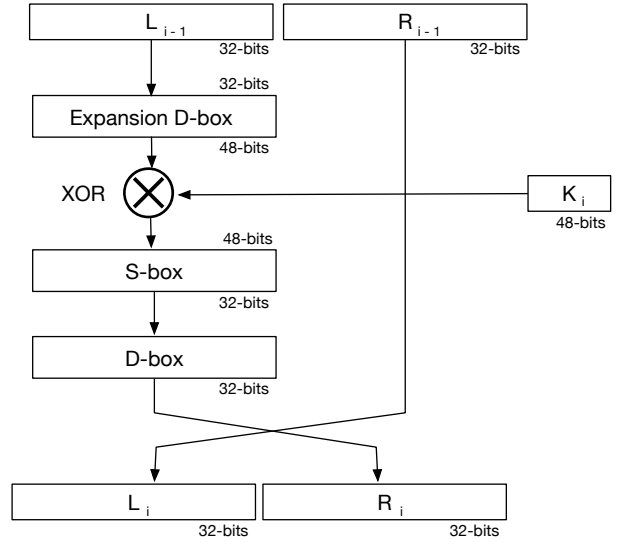 L i - 1
R i - 1
32-bits
32-bits
32-bits
Expansion D-box
48-bits
XOR
K i
48-bits
48-bits
S-box
32-bits
D-box
32-bits
L i
R i
32-bits
32-bits